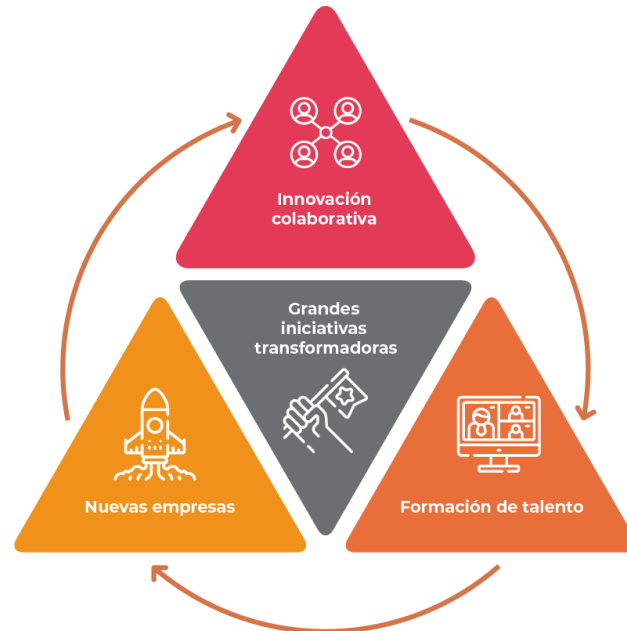 Innovación
colaborativa
Grandes
iniciativas
transformadoras
Nuevas empresas
Formación de talento